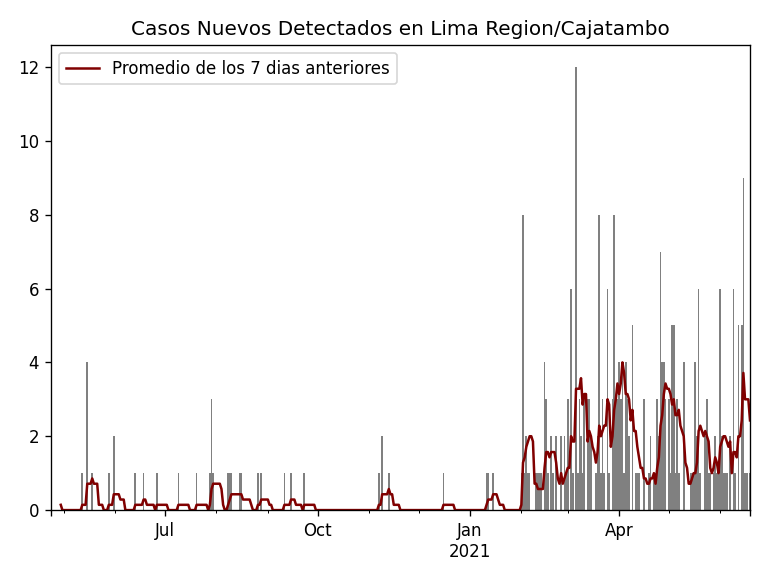 Casos Nuevos Detectados en Lima Region/Cajatambo
Promedio de los 7 dias anteriores
12
10
8
6
4
2
0
Jul
Oct
Jan
2021
Apr